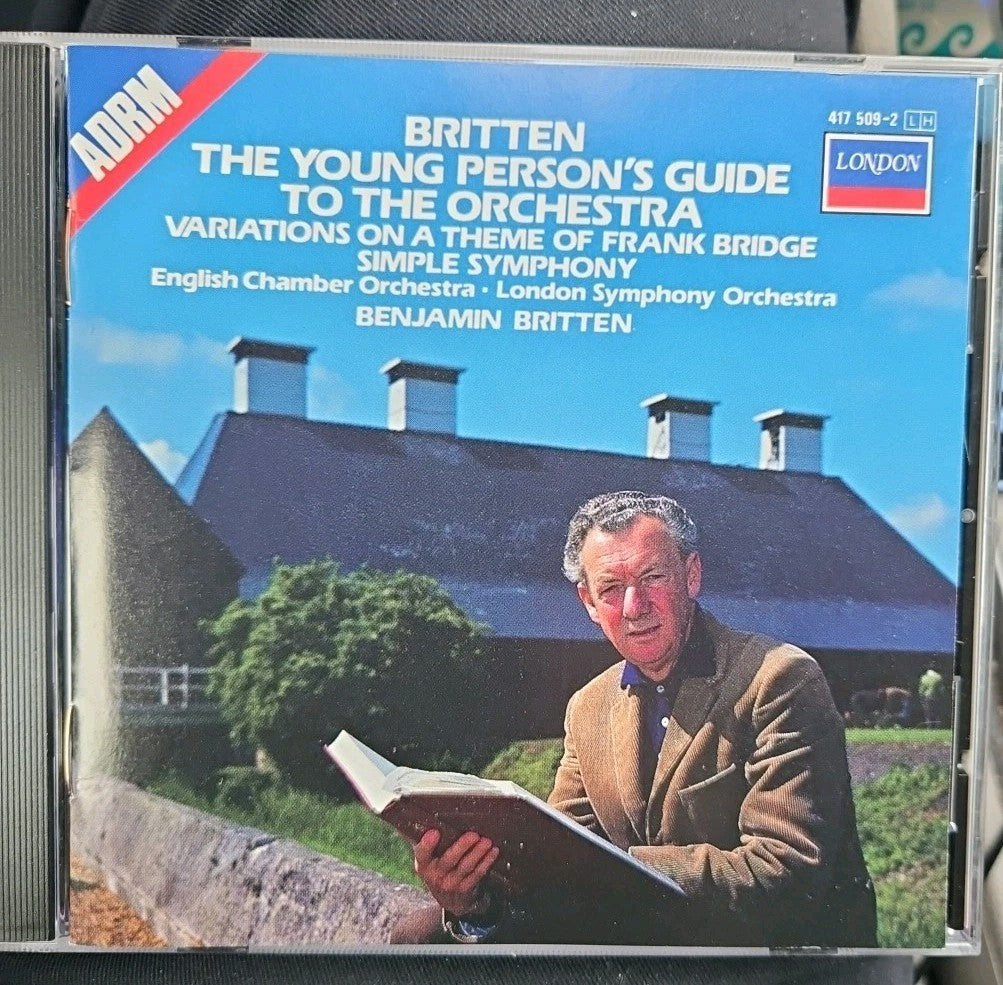 ADRM
417 509-2 LH
LONDON
BRITTEN
THE YOUNG PERSON'S GUIDE
TO THE ORCHESTRA
VARIATIONS ON A THEME OF FRANK BRIDGE
SIMPLE SYMPHONY
English Chamber Orchestra · London Symphony Orchestra
BENJAMIN BRITTEN